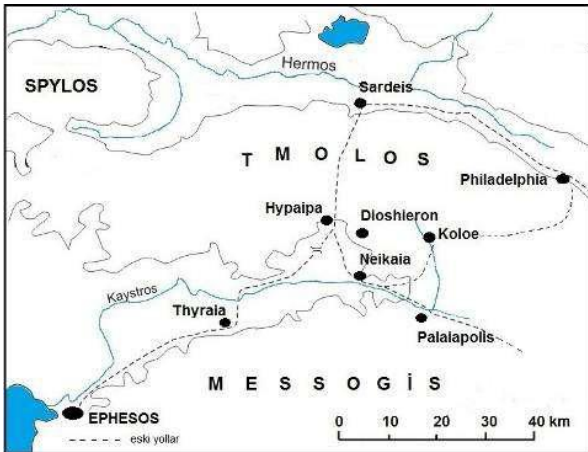 Hermos
SPYLOS
Sardeis
T M O L O S
Philadelphia
Hypaipa
Dioshieron
Koloe
Neikaia
Kaystros
Thyraia
Palaiapolis
M E S S O G İ S
EPHESOS
eski yollar
0 10 20 30 40 km